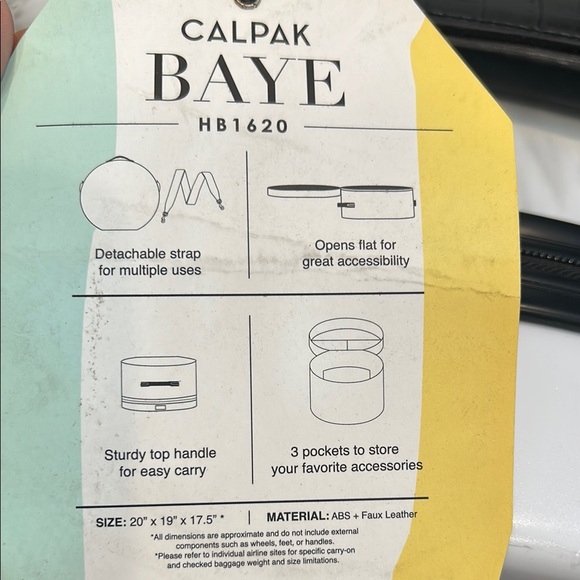 CALPAK
BAYE
HB1620
Detachable strap
for multiple uses
Opens flat for
great accessibility
Sturdy top handle
for easy carry
3 pockets to store
your favorite accessories
SIZE: 20" x 19" x 17.5" * | MATERIAL: ABS + Faux Leather
*All dimensions are approximate and do not include external
components such as wheels, feet, or handles.
*Please refer to individual airline sites for specific carry-on
and checked baggage weight and size limitations.